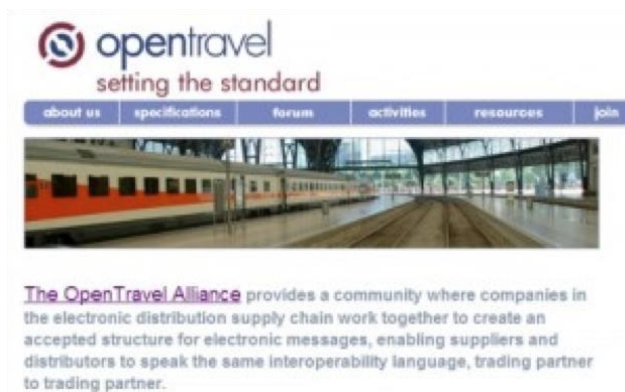 opentravel
setting the standard
about us specifications forum activities resources join
The OpenTravel Alliance provides a community where companies in
the electronic distribution supply chain work together to create an
accepted structure for electronic messages, enabling suppliers and
distributors to speak the same interoperability language, trading partner
to trading partner.